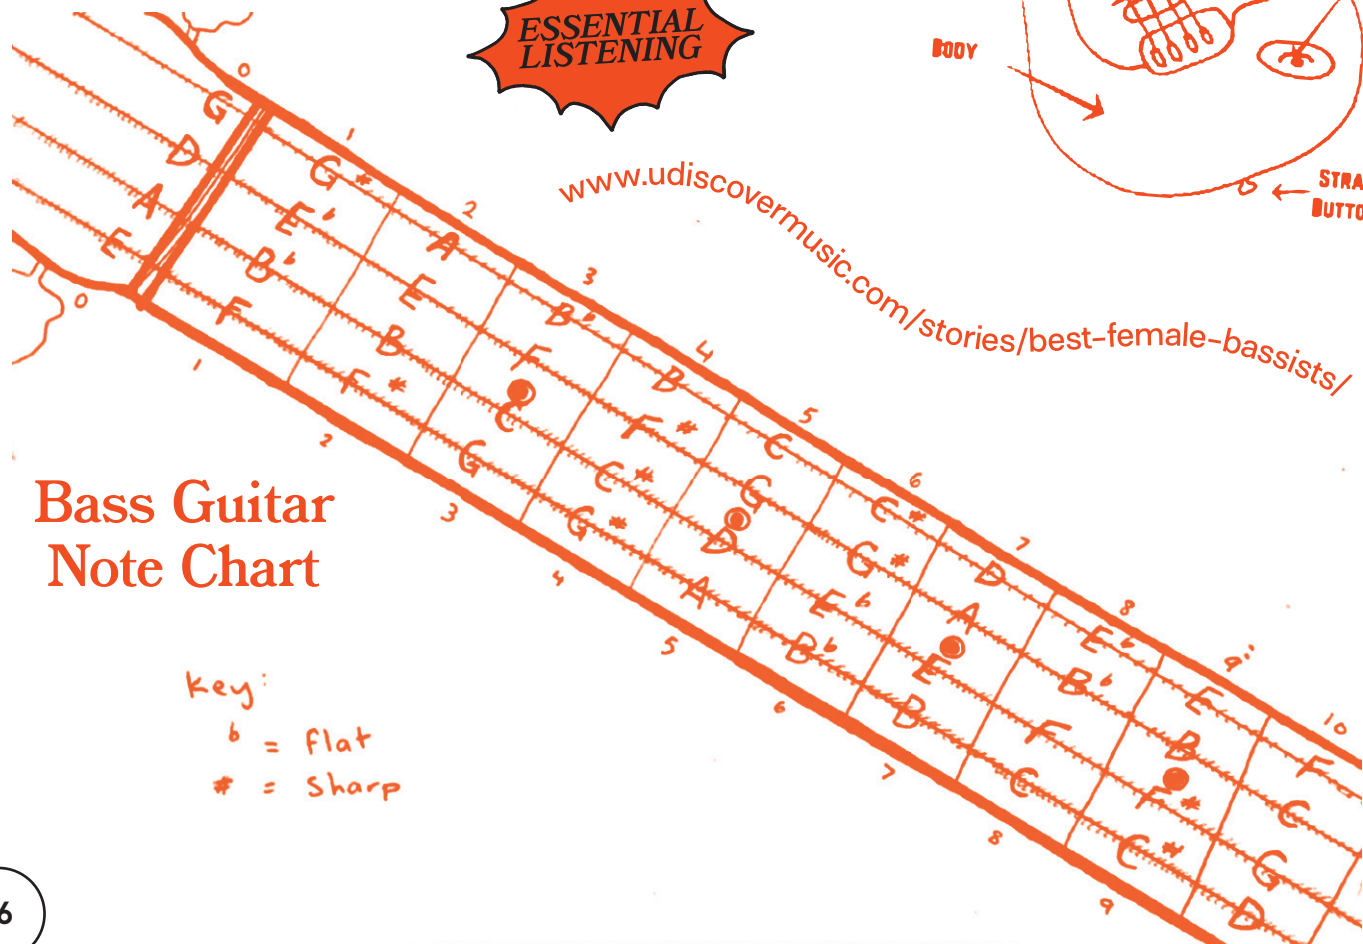 ESSENTIAL
LISTENING
BODY
www.udiscovermusic.com/stories/best-female-bassists/
STRA
BUTTO
0 1 2 3 4 5 6 7 8 9 10
G G# A B♭ B C C# D E♭ E F
D E♭ E F F# G G# A B♭ B C
A B♭ B C C# D E♭ E F F# G
E F F# G G# A B♭ B C C# D
0 1 2 3 4 5 6 7 8 9
Bass Guitar
Note Chart
Key:
b = flat
# = Sharp
6